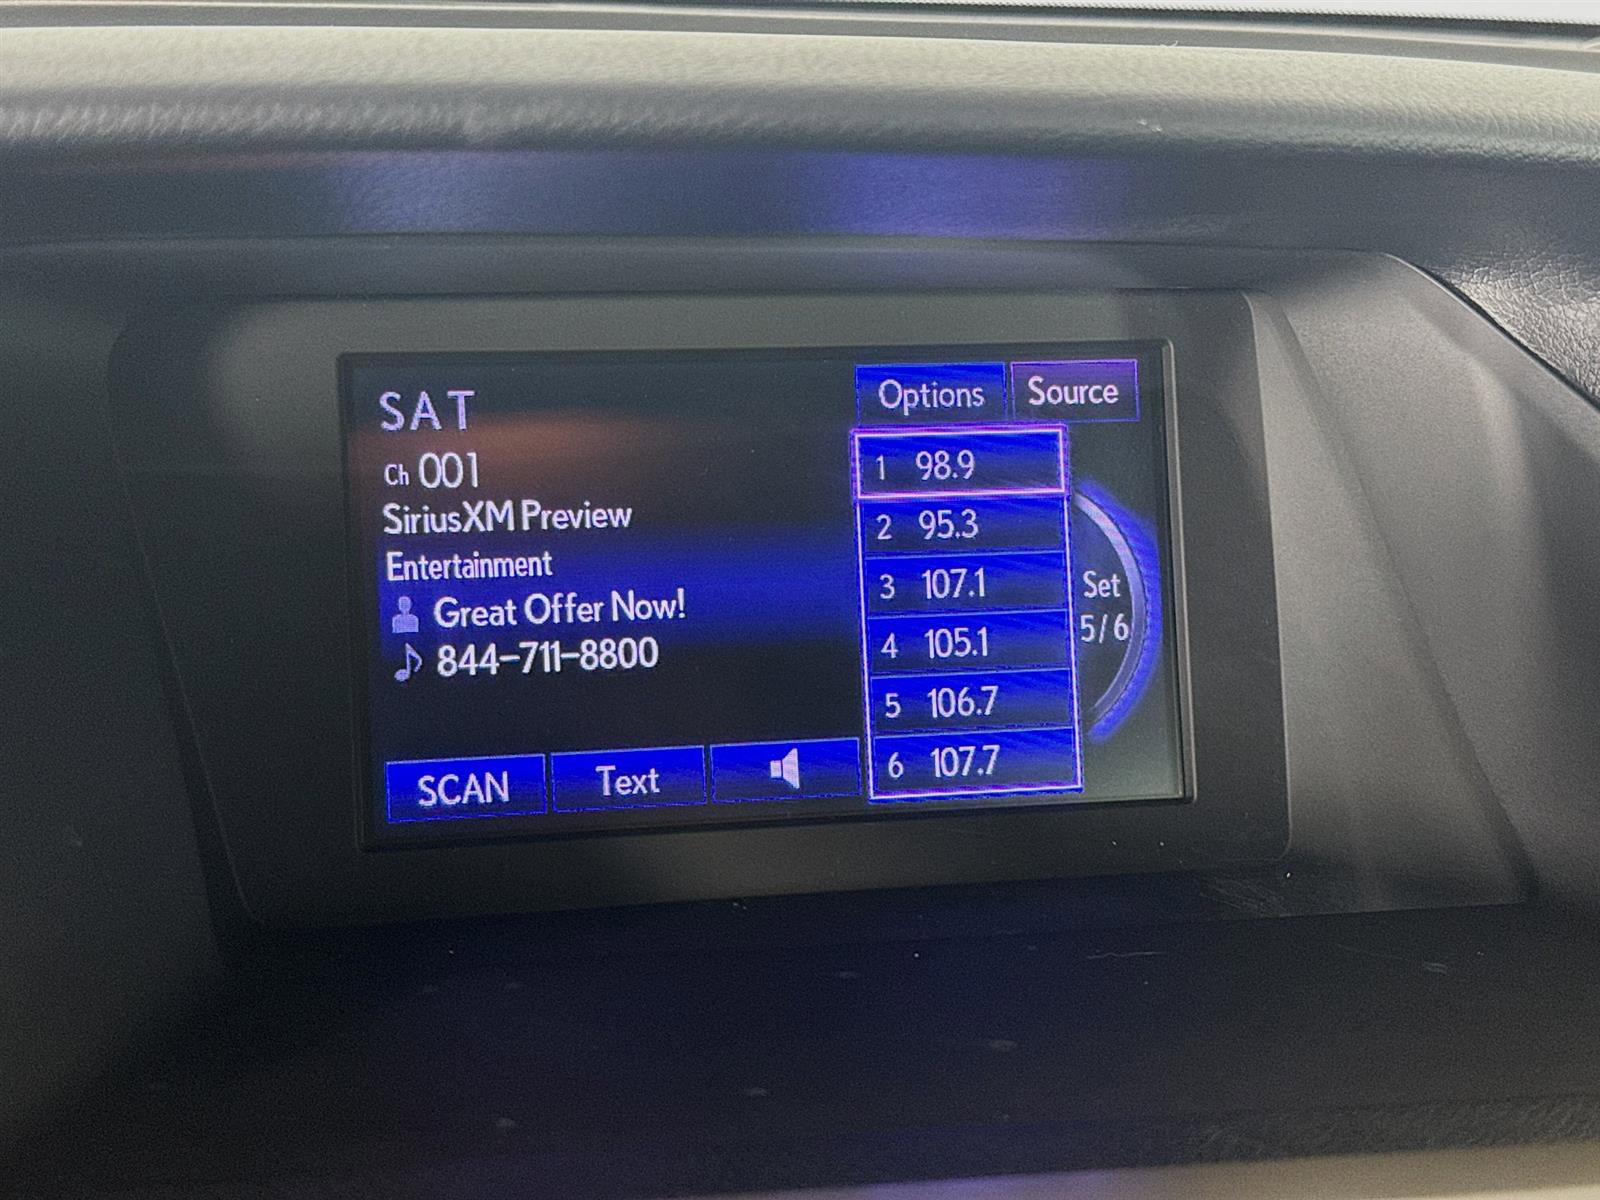 SAT
Ch 001
SiriusXM Preview
Entertainment
Great Offer Now!
844-711-8800
SCAN Text
Options Source
1 98.9
2 95.3
3 107.1
4 105.1
5 106.7
6 107.7
Set
5/6